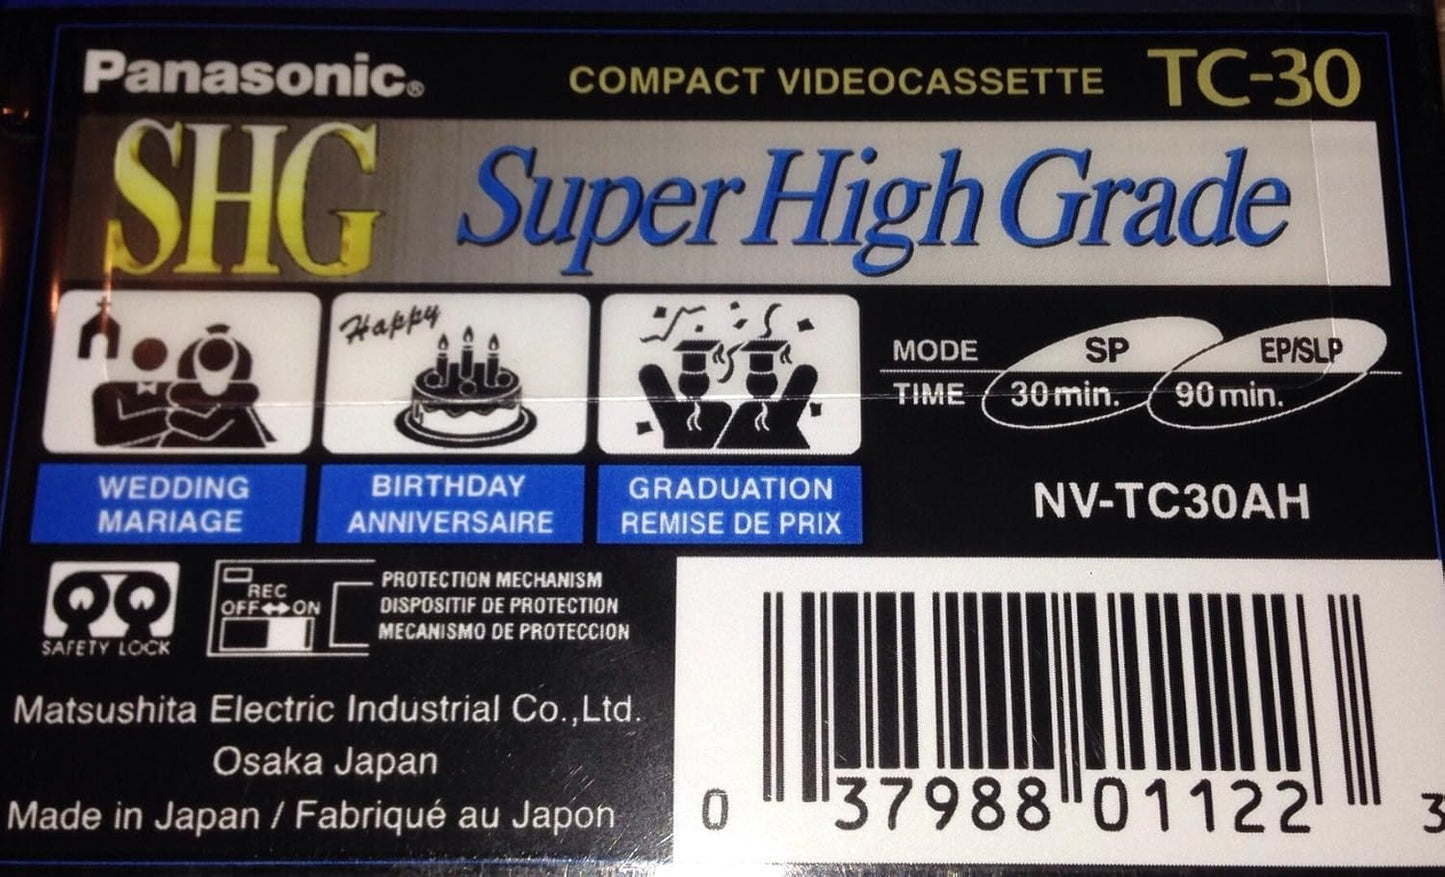 Panasonic®
COMPACT VIDEOCASSETTE TC-30
SHG Super High Grade
Happy
WEDDING
MARIAGE
BIRTHDAY
ANNIVERSAIRE
GRADUATION
REMISE DE PRIX
MODE SP EP/SLP
TIME 30 min. 90 min.
NV-TC30AH
SAFETY LOCK
REC
OFF↔ON
PROTECTION MECHANISM
DISPOSITIF DE PROTECTION
MECANISMO DE PROTECCION
Matsushita Electric Industrial Co.,Ltd.
Osaka Japan
Made in Japan / Fabriqué au Japon
0 37988 01122 3